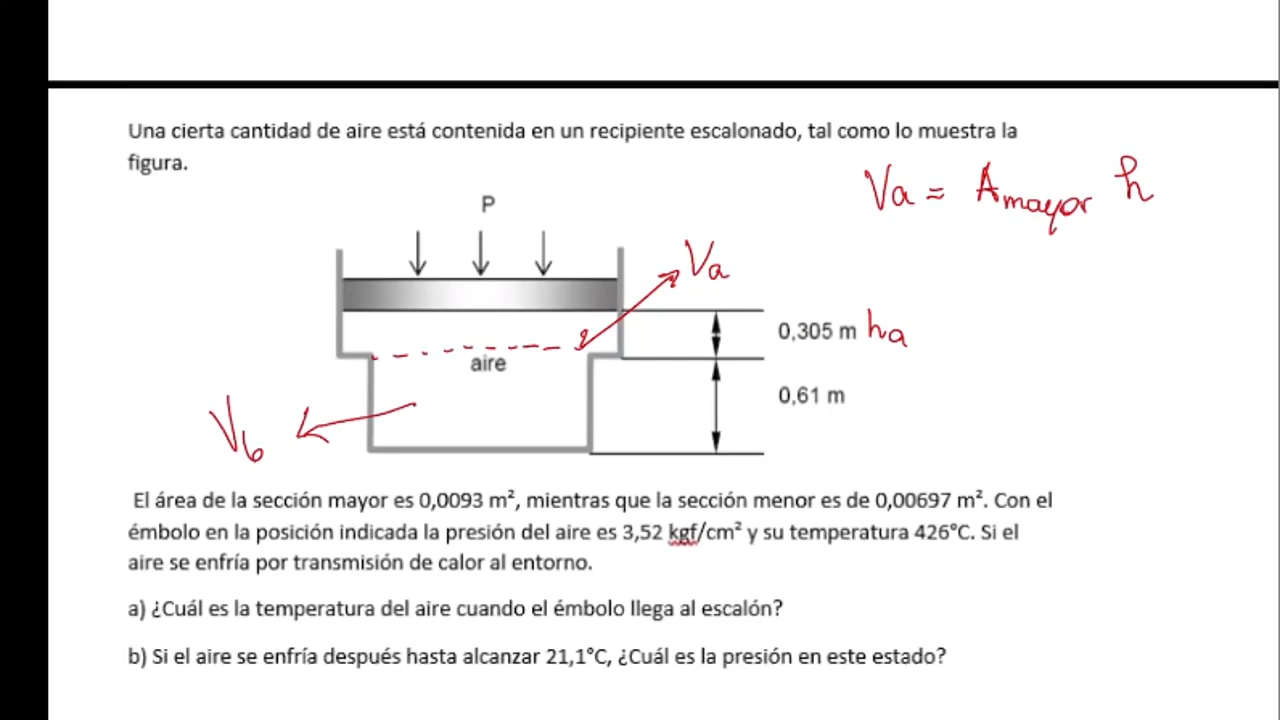 Una cierta cantidad de aire está contenida en un recipiente escalonado, tal como lo muestra la
figura.
Va = Amayor h
P
Va
0,305 m ha
aire
0,61 m
Vb
El área de la sección mayor es 0,0093 m², mientras que la sección menor es de 0,00697 m². Con el
émbolo en la posición indicada la presión del aire es 3,52 kgf/cm² y su temperatura 426°C. Si el
aire se enfría por transmisión de calor al entorno.
a) ¿Cuál es la temperatura del aire cuando el émbolo llega al escalón?
b) Si el aire se enfría después hasta alcanzar 21,1°C, ¿Cuál es la presión en este estado?